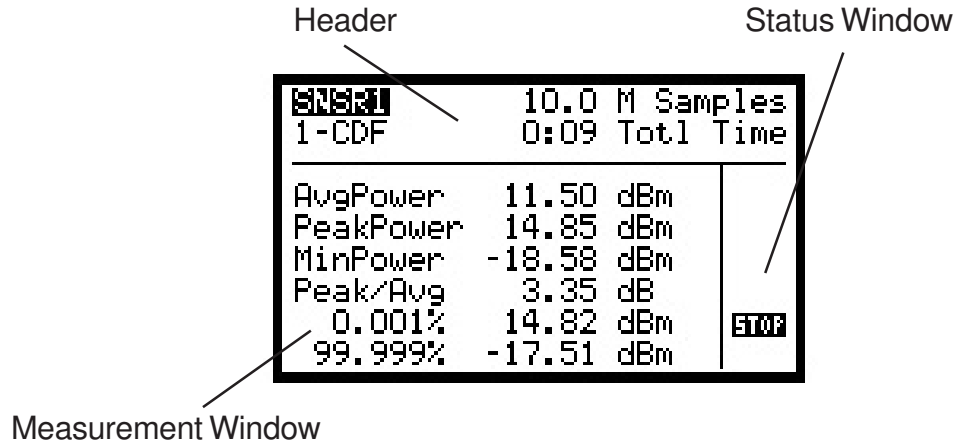 Header Status Window
SNSR1 10.0 M Samples
1-CDF 0:09 Totl Time
AvgPower 11.50 dBm
PeakPower 14.85 dBm
MinPower -18.58 dBm
Peak/Avg 3.35 dB
0.001% 14.82 dBm STOP
99.999% -17.51 dBm
Measurement Window